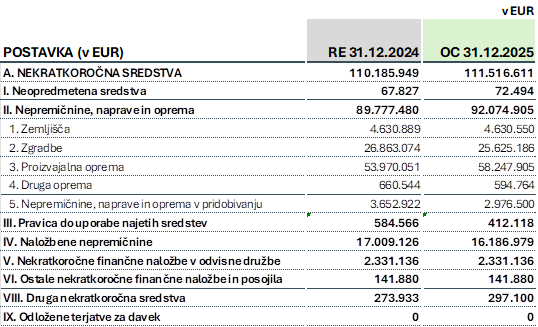 v EUR
POSTAVKA (v EUR) RE 31.12.2024 OC 31.12.2025
A. NEKRATKOROČNA SREDSTVA 110.185.949 111.516.611
I. Neopredmetena sredstva 67.827 72.494
II. Nepremičnine, naprave in oprema 89.777.480 92.074.905
1. Zemljišča 4.630.889 4.630.550
2. Zgradbe 26.863.074 25.625.186
3. Proizvajalna oprema 53.970.051 58.247.905
4. Druga oprema 660.544 594.764
5. Nepremičnine, naprave in oprema v pridobivanju 3.652.922 2.976.500
III. Pravica do uporabe najetih sredstev 584.566 412.118
IV. Naložbene nepremičnine 17.009.126 16.186.979
V. Nekratkoročne finančne naložbe v odvisne družbe 2.331.136 2.331.136
VI. Ostale nekratkoročne finančne naložbe in posojila 141.880 141.880
VIII. Druga nekratkoročna sredstva 273.933 297.100
IX. Odložene terjatve za davek 0 0